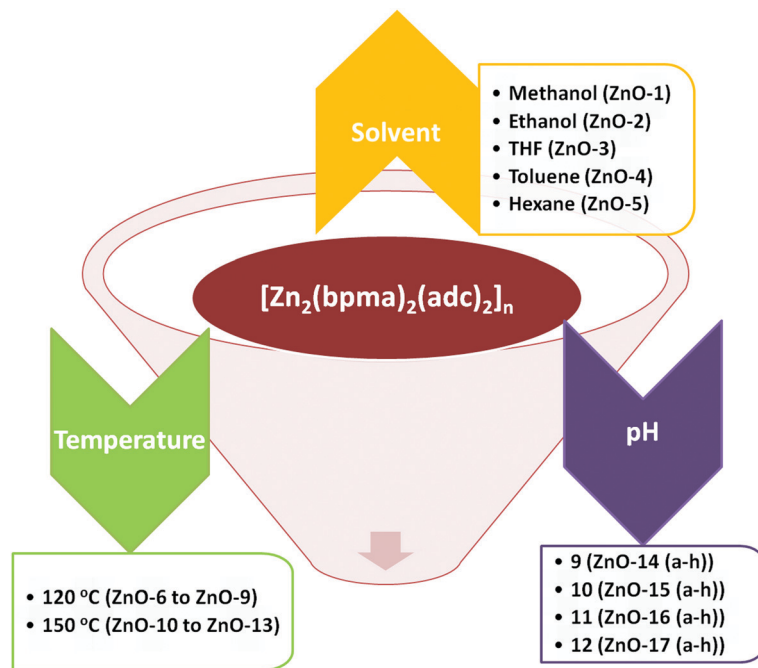 Solvent
• Methanol (ZnO-1)
• Ethanol (ZnO-2)
• THF (ZnO-3)
• Toluene (ZnO-4)
• Hexane (ZnO-5)
[Zn₂(bpma)₂(adc)₂]ₙ
Temperature
pH
• 120 ºC (ZnO-6 to ZnO-9)
• 150 ºC (ZnO-10 to ZnO-13)
• 9 (ZnO-14 (a-h))
• 10 (ZnO-15 (a-h))
• 11 (ZnO-16 (a-h))
• 12 (ZnO-17 (a-h))